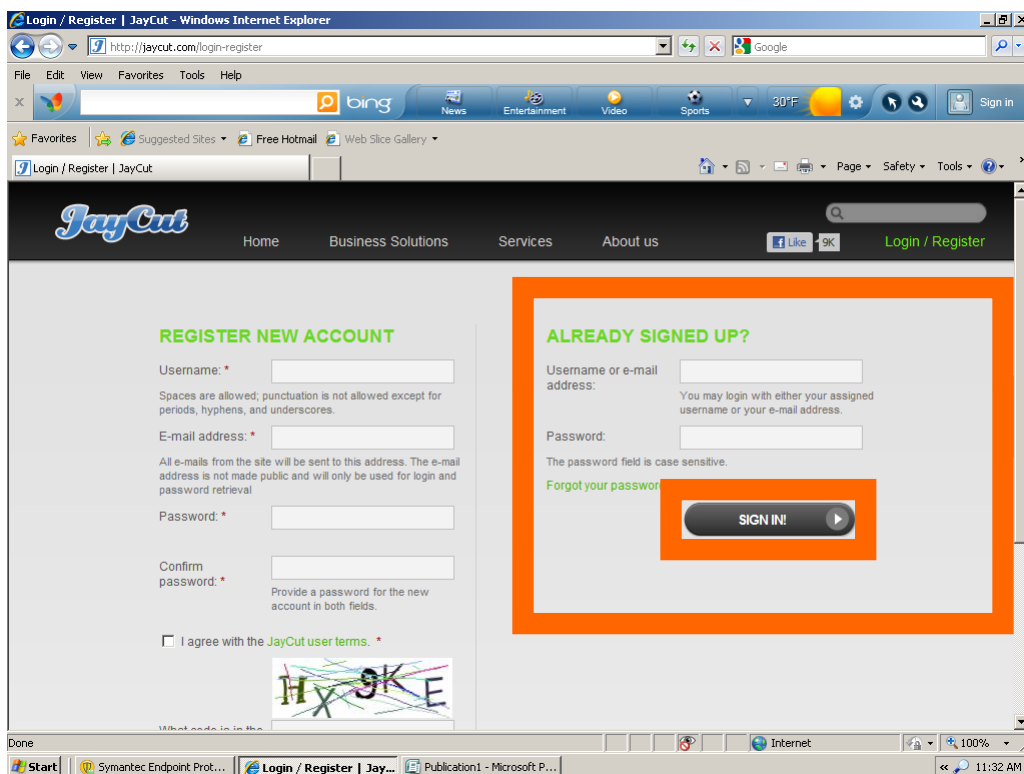 Login / Register | JayCut - Windows Internet Explorer
http://jaycut.com/login-register
Google
File Edit View Favorites Tools Help
x
bing
News
Entertainment
Video
Sports
30°F
Sign in
Favorites
Suggested Sites
Free Hotmail
Web Slice Gallery
Login / Register | JayCut
Page
Safety
Tools
JayCut
Home
Business Solutions
Services
About us
Like
9K
Login / Register
REGISTER NEW ACCOUNT
Username: *
Spaces are allowed; punctuation is not allowed except for
periods, hyphens, and underscores.
E-mail address: *
All e-mails from the site will be sent to this address. The e-mail
address is not made public and will only be used for login and
password retrieval
Password: *
Confirm
password: *
Provide a password for the new
account in both fields.
I agree with the JayCut user terms. *
HX9KE
What code is in the
ALREADY SIGNED UP?
Username or e-mail
address:
You may login with either your assigned
username or your e-mail address.
Password:
The password field is case sensitive.
Forgot your passwor
SIGN IN!
Done
Internet
100%
Start
Symantec Endpoint Prot...
Login / Register | Jay...
Publication1 - Microsoft P...
11:32 AM